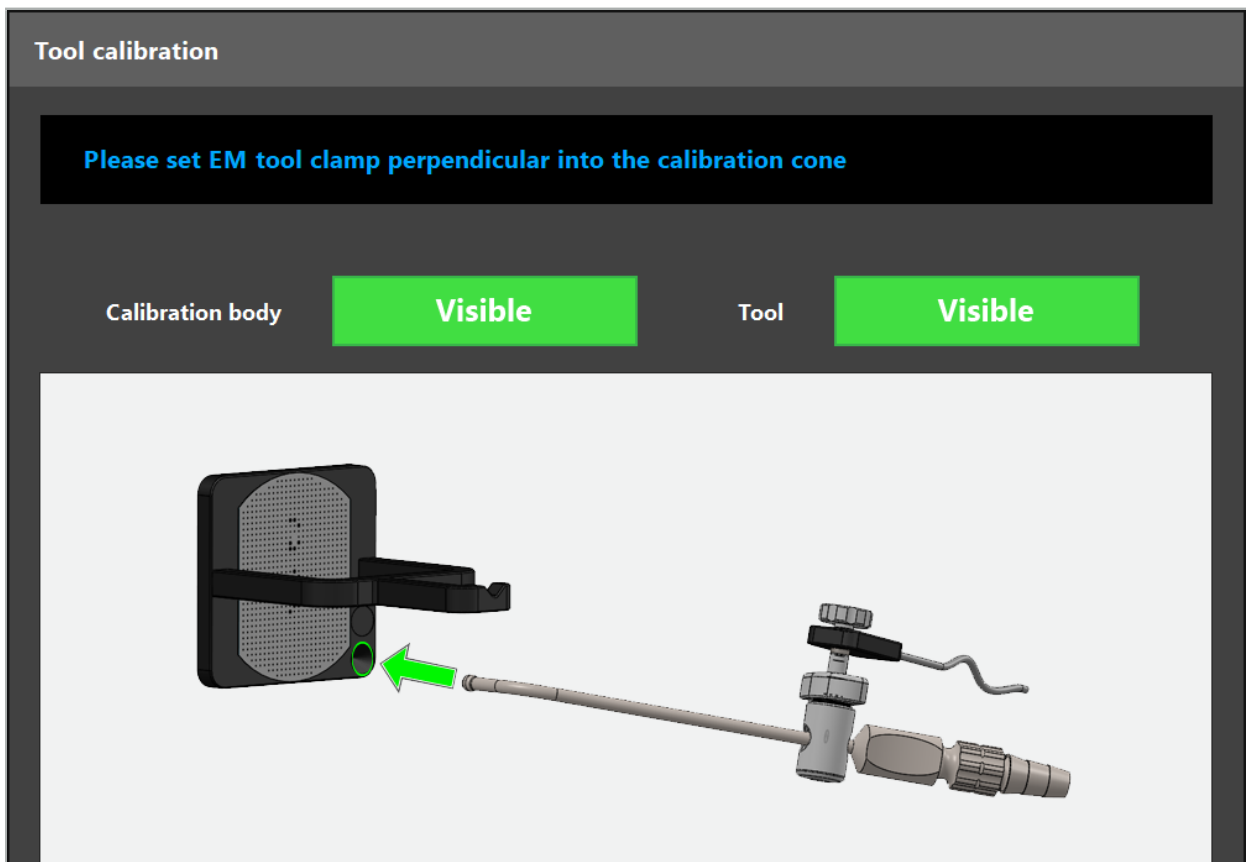 Tool calibration
Please set EM tool clamp perpendicular into the calibration cone
Calibration body Visible Tool Visible